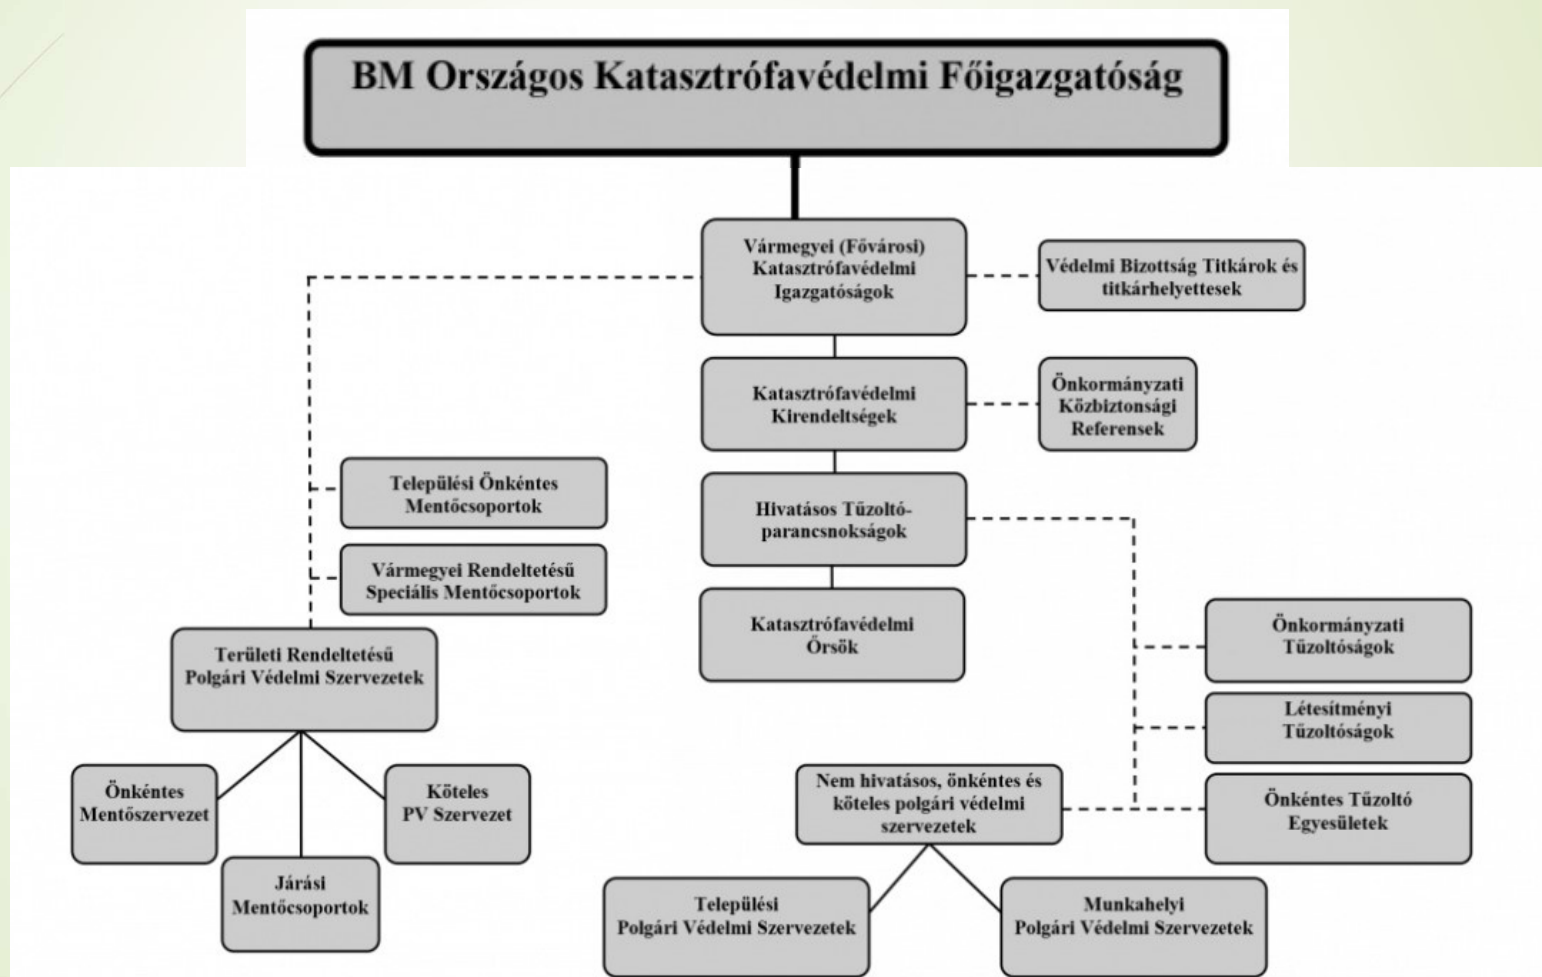 BM Országos Katasztrófavédelmi Főigazgatóság
Vármegyei (Fővárosi)
Katasztrófavédelmi
Igazgatóságok
Védelmi Bizottság Titkárok és
titkárhelyettesek
Katasztrófavédelmi
Kirendeltségek
Önkormányzati
Közbiztonsági
Referensek
Települési Önkéntes
Mentőcsoportok
Hivatásos Tűzoltó-
parancsnokságok
Vármegyei Rendeltetésű
Speciális Mentőcsoportok
Katasztrófavédelmi
Őrsök
Önkormányzati
Tűzoltóságok
Területi Rendeltetésű
Polgári Védelmi Szervezetek
Létesítményi
Tűzoltóságok
Önkéntes
Mentőszervezet
Köteles
PV Szervezet
Nem hivatásos, önkéntes és
köteles polgári védelmi
szervezetek
Önkéntes Tűzoltó
Egyesületek
Járási
Mentőcsoportok
Települési
Polgári Védelmi Szervezetek
Munkahelyi
Polgári Védelmi Szervezetek